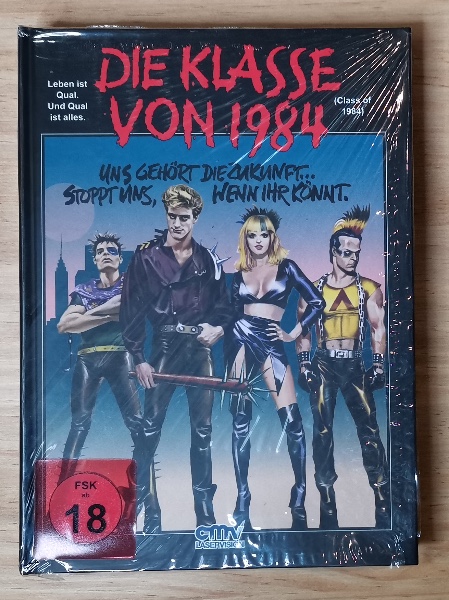 DIE KLASSE
VON 1984
Leben ist
Qual.
Und Qual
ist alles.
(Class of
1984)
UNS GEHÖRT DIE ZUKUNFT...
STOPPT UNS, WENN IHR KÖNNT.
FSK
ab
18
cmv
LASERVISION